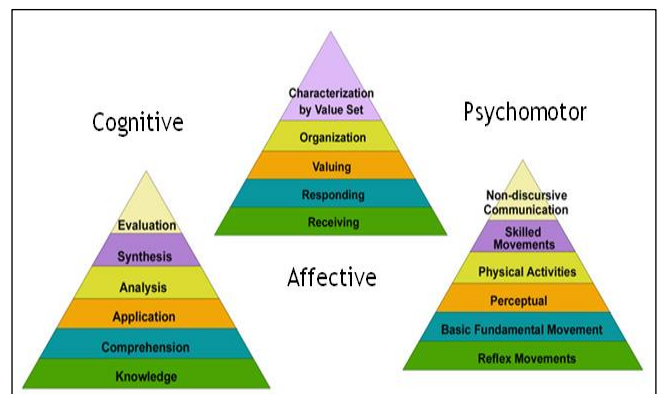 Cognitive
Evaluation
Synthesis
Analysis
Application
Comprehension
Knowledge
Characterization
by Value Set
Organization
Valuing
Responding
Receiving
Affective
Psychomotor
Non-discursive
Communication
Skilled
Movements
Physical Activities
Perceptual
Basic Fundamental Movement
Reflex Movements